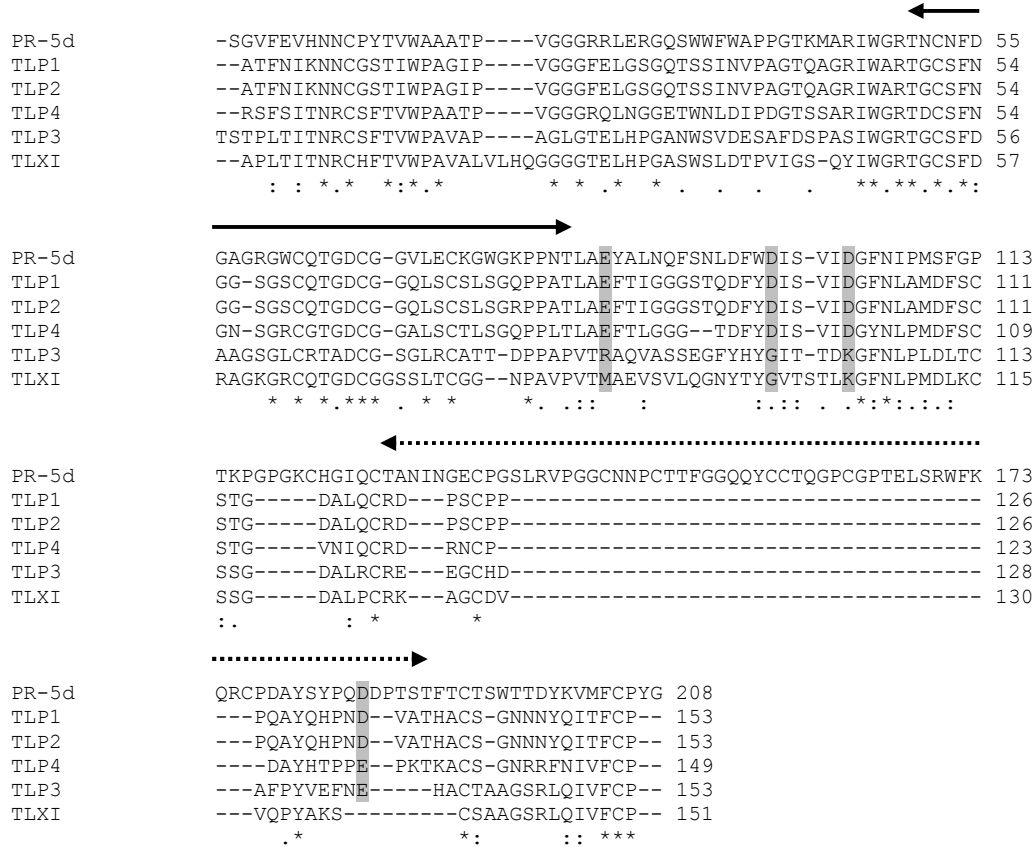 PR-5d -SGVFEVHNNCPYTVWAAATP----VGGGRRLERGQSWWFWAPPGTKMARIWGRTNCNFD 55
TLP1 --ATFNIKNNCGSTIWPAGIP----VGGGFELGSGQTSSINVPAGTQAGRIWARTGCSFN 54
TLP2 --ATFNIKNNCGSTIWPAGIP----VGGGFELGSGQTSSINVPAGTQAGRIWARTGCSFN 54
TLP4 --RSFSITNRCSFTVWPAATP----VGGGRQLNGGETWNLDIPDGTSSARIWGRTDCSFN 54
TLP3 TSTPLTITNRCSFTVWPAVAP----AGLGTELHPGANWSVDESAFDSPASIWGRTGCSFD 56
TLXI --APLTITNRCHFTVWPAVALVLHQGGGGTELHPGASWSLDTPVIGS-QYIWGRTGCSFD 57
: : *.* *:*.* * * .* * . . . . **.**.*.*:
PR-5d GAGRGWCQTGDCG-GVLECKGWGKPPNTLAEYALNQFSNLDFWDIS-VIDGFNIPMSFGP 113
TLP1 GG-SGSCQTGDCG-GQLSCSLSGQPPATLAEFTIGGGSTQDFYDIS-VIDGFNLAMDFSC 111
TLP2 GG-SGSCQTGDCG-GQLSCSLSGRPPATLAEFTIGGGSTQDFYDIS-VIDGFNLAMDFSC 111
TLP4 GN-SGRCGTGDCG-GALSCTLSGQPPLTLAEFTLGGG--TDFYDIS-VIDGYNLPMDFSC 109
TLP3 AAGSGLCRTADCG-SGLRCATT-DPPAPVTRAQVASSEGFYHYGIT-TDKGFNLPLDLTC 113
TLXI RAGKGRCQTGDCGGSSLTCGG--NPAVPVTMAEVSVLQGNYTYGVTSTLKGFNLPMDLKC 115
* * *.*** . * * *. .:: : :.:: . .*:*:.:.:
PR-5d TKPGPGKCHGIQCTANINGECPGSLRVPGGCNNPCTTFGGQQYCCTQGPCGPTELSRWFK 173
TLP1 STG-----DALQCRD---PSCPP------------------------------------- 126
TLP2 STG-----DALQCRD---PSCPP------------------------------------- 126
TLP4 STG-----VNIQCRD---RNCP-------------------------------------- 123
TLP3 SSG-----DALRCRE---EGCHD------------------------------------- 128
TLXI SSG-----DALPCRK---AGCDV------------------------------------- 130
:. : * *
PR-5d QRCPDAYSYPQDDPTSTFTCTSWTTDYKVMFCPYG 208
TLP1 ---PQAYQHPND--VATHACS-GNNNYQITFCP-- 153
TLP2 ---PQAYQHPND--VATHACS-GNNNYQITFCP-- 153
TLP4 ----DAYHTPPE--PKTKACS-GNRRFNIVFCP-- 149
TLP3 ---AFPYVEFNE-----HACTAAGSRLQIVFCP-- 153
TLXI ---VQPYAKS---------CSAAGSRLQIVFCP-- 151
.* *: :: ***